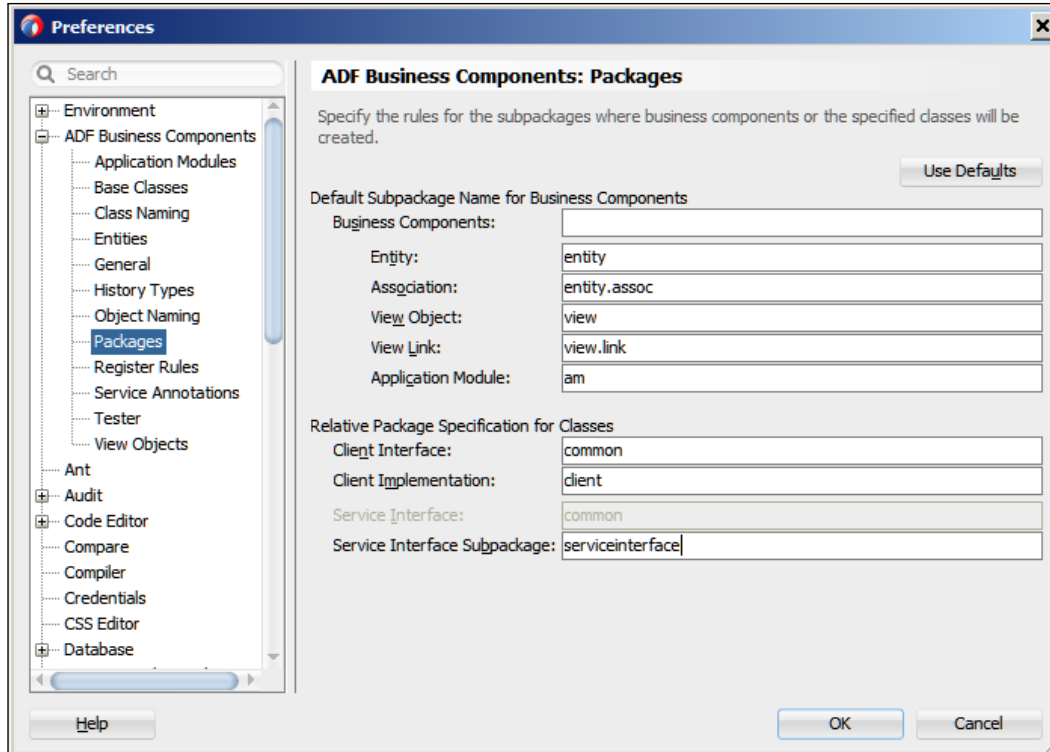 Preferences
Search
Environment
ADF Business Components
Application Modules
Base Classes
Class Naming
Entities
General
History Types
Object Naming
Packages
Register Rules
Service Annotations
Tester
View Objects
Ant
Audit
Code Editor
Compare
Compiler
Credentials
CSS Editor
Database
ADF Business Components: Packages
Specify the rules for the subpackages where business components or the specified classes will be
created.
Use Defaults
Default Subpackage Name for Business Components
Business Components:
Entity: entity
Association: entity.assoc
View Object: view
View Link: view.link
Application Module: am
Relative Package Specification for Classes
Client Interface: common
Client Implementation: client
Service Interface: common
Service Interface Subpackage: serviceinterface
Help
OK
Cancel